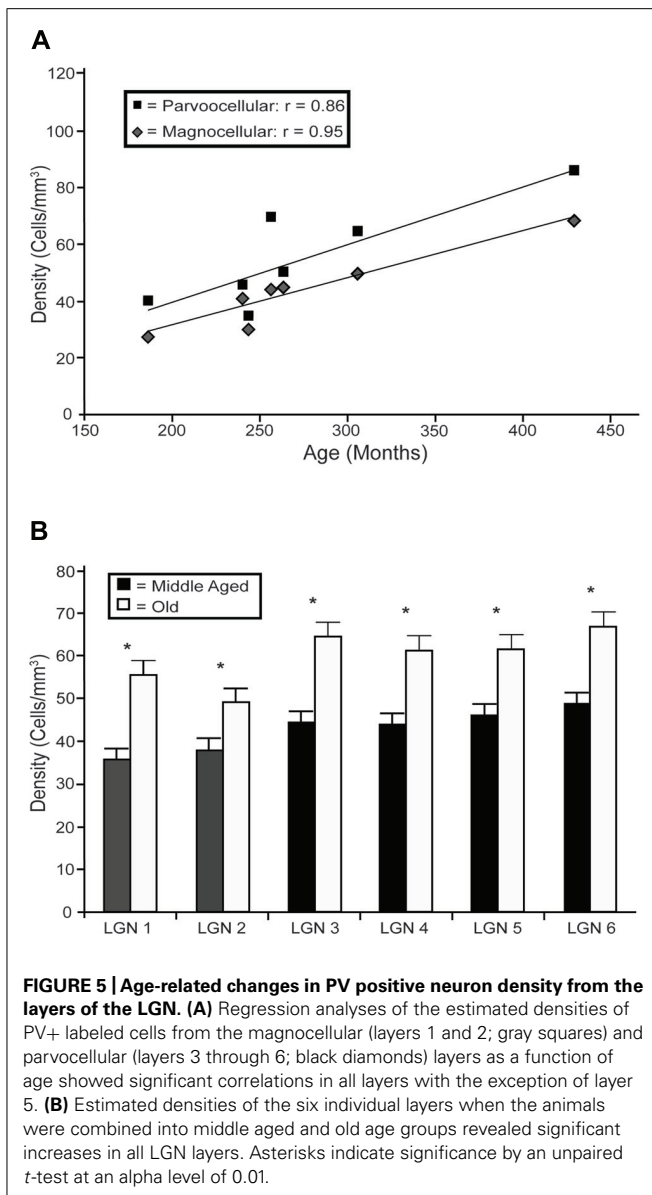 A
120
100
80
60
40
20
0
Density (Cells/mm³)
■ = Parvoocellular: r = 0.86
◆ = Magnocellular: r = 0.95
150 200 250 300 350 400 450
Age (Months)
B
80
70
60
50
40
30
20
10
0
Density (Cells/mm³)
■ = Middle Aged
□ = Old
* * * * * *
LGN 1 LGN 2 LGN 3 LGN 4 LGN 5 LGN 6
FIGURE 5 | Age-related changes in PV positive neuron density from the
layers of the LGN. (A) Regression analyses of the estimated densities of
PV+ labeled cells from the magnocellular (layers 1 and 2; gray squares) and
parvocellular (layers 3 through 6; black diamonds) layers as a function of
age showed significant correlations in all layers with the exception of layer
5. (B) Estimated densities of the six individual layers when the animals
were combined into middle aged and old age groups revealed significant
increases in all LGN layers. Asterisks indicate significance by an unpaired
t-test at an alpha level of 0.01.